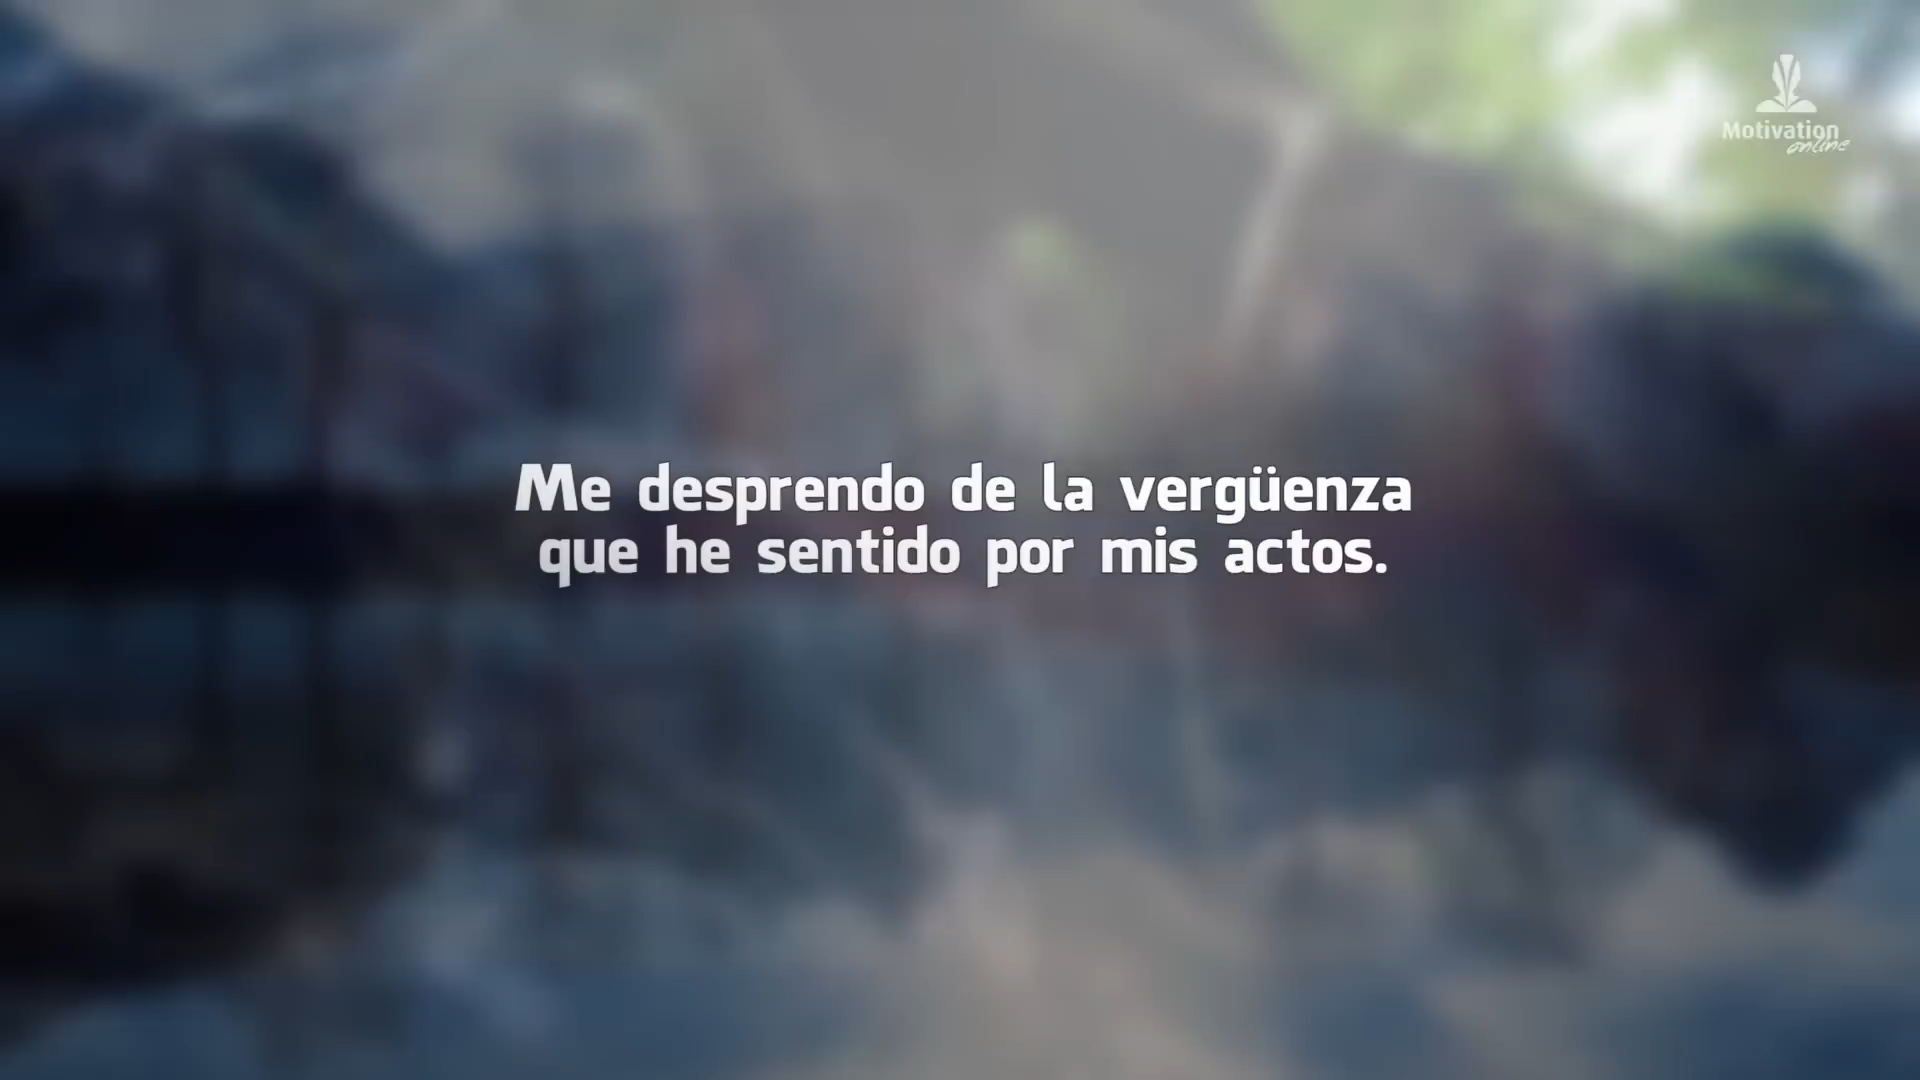 Motivation
online
Me desprendo de la vergüenza
que he sentido por mis actos.